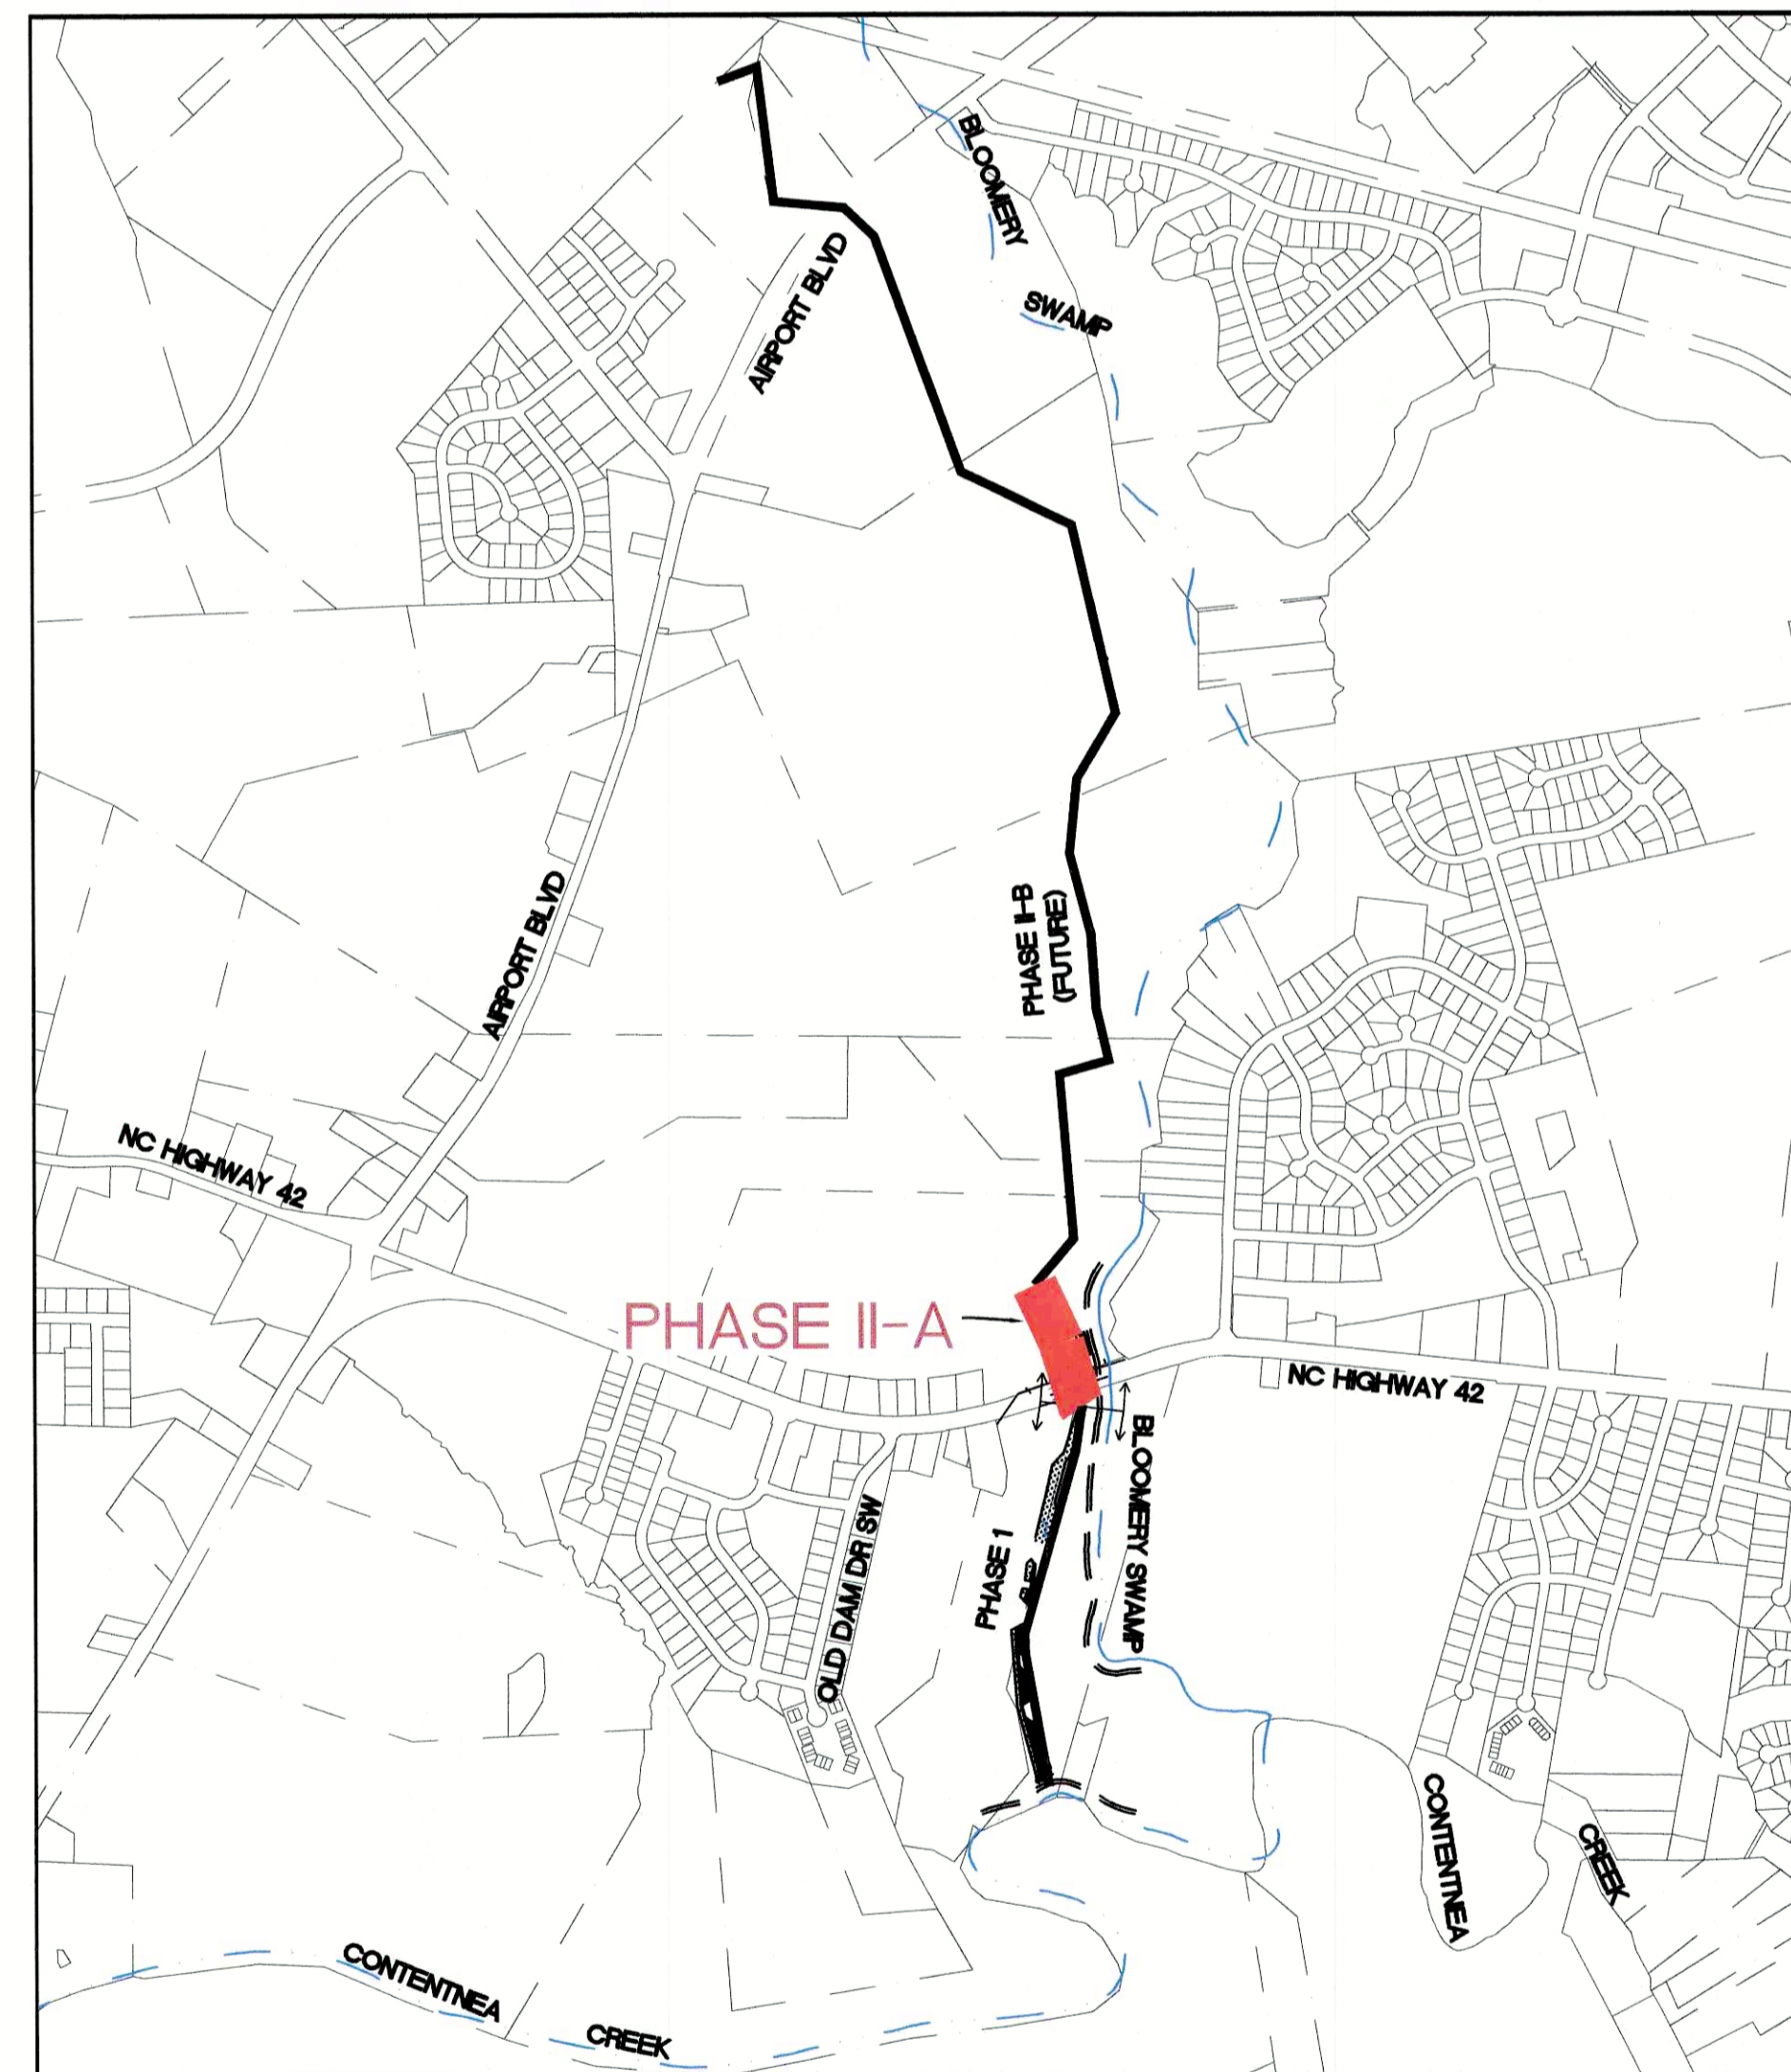 BLOOMERY
SWAMP
AIRPORT BLVD
AIRPORT BLVD
PHASE II-B
(FUTURE)
NC HIGHWAY 42
PHASE II-A
NC HIGHWAY 42
BLOOMERY SWAMP
OLD DAM DR SW
PHASE 1
CONTENTNEA
CREEK
CONTENTNEA
CREEK